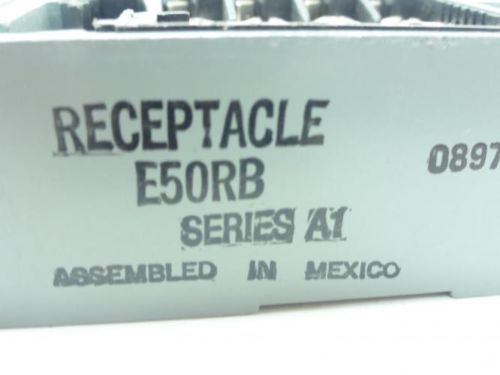 RECEPTACLE
E50RB
0897
SERIES A1
ASSEMBLED IN MEXICO